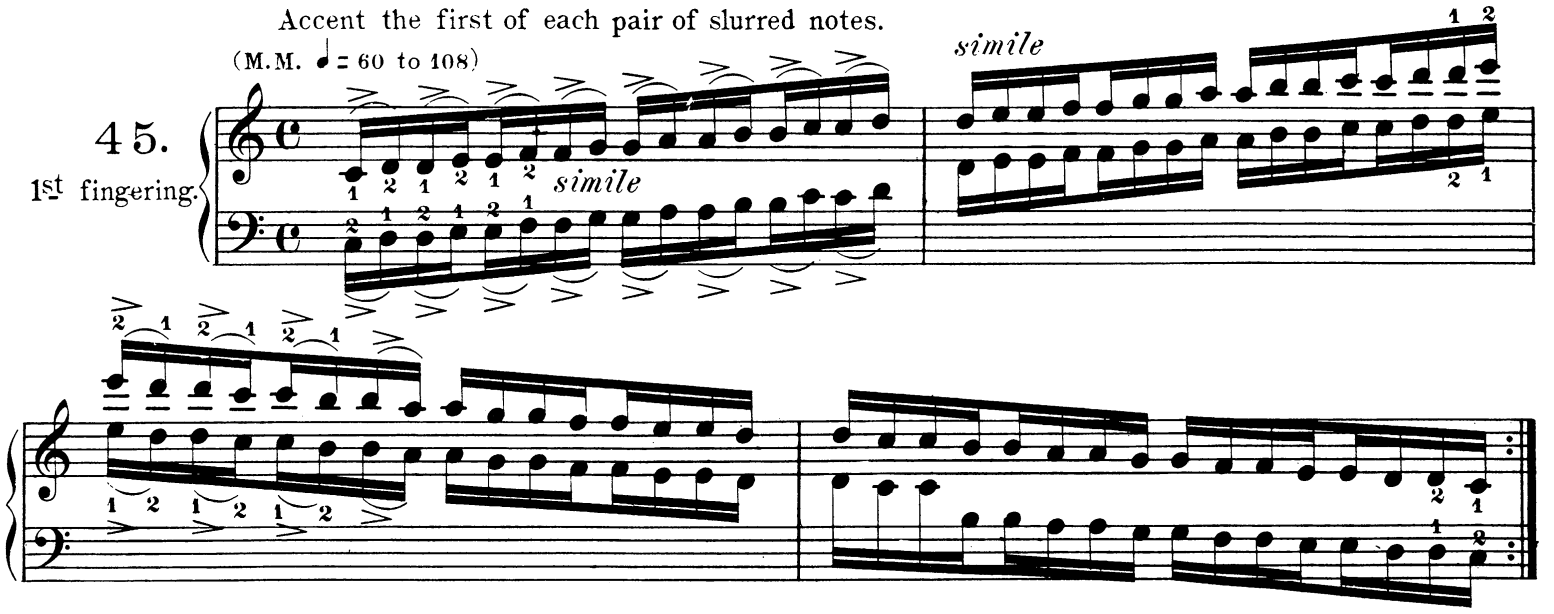 Accent the first of each pair of slurred notes.
(M.M. ♩ = 60 to 108)
simile
1 2
45.
1st fingering.
1 2 1 2 1 2
simile
2 1 2 1 2 1
2 1
2 1 2 1 2 1
1 2 1 2 1 2
2 1
1 2